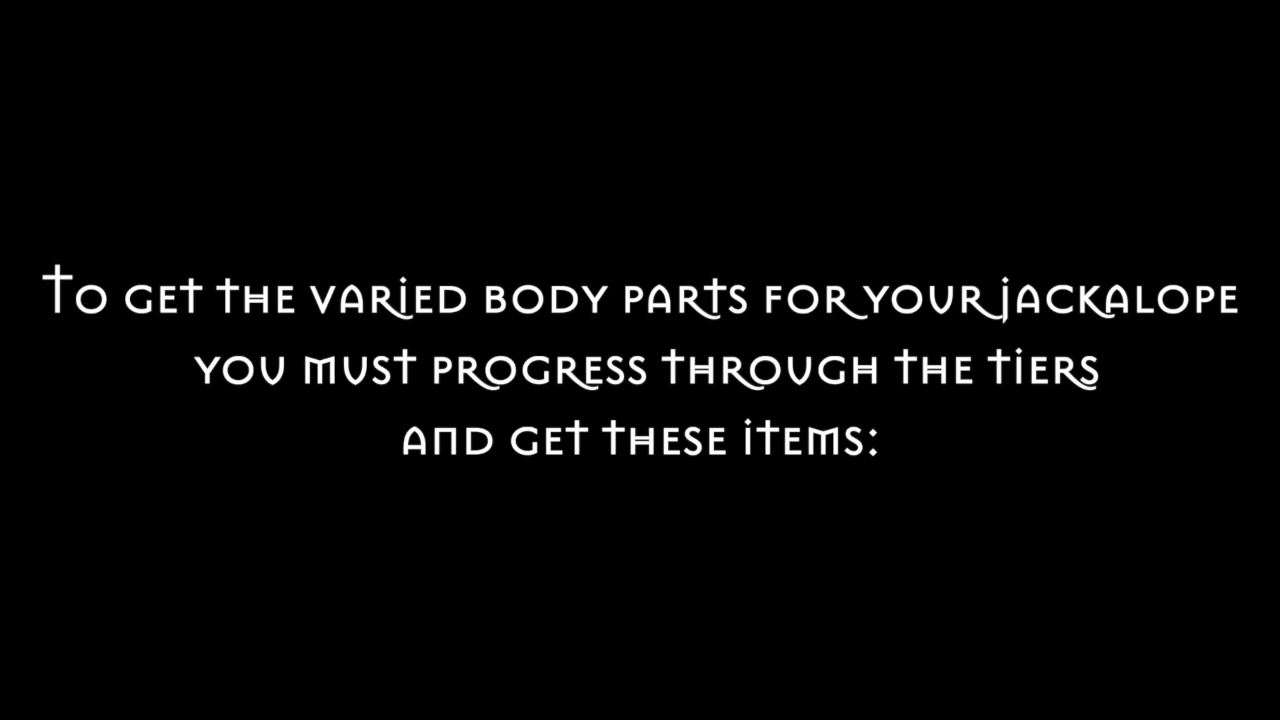 To get the varied body parts for your jackalope
you must progress through the tiers
and get these items: